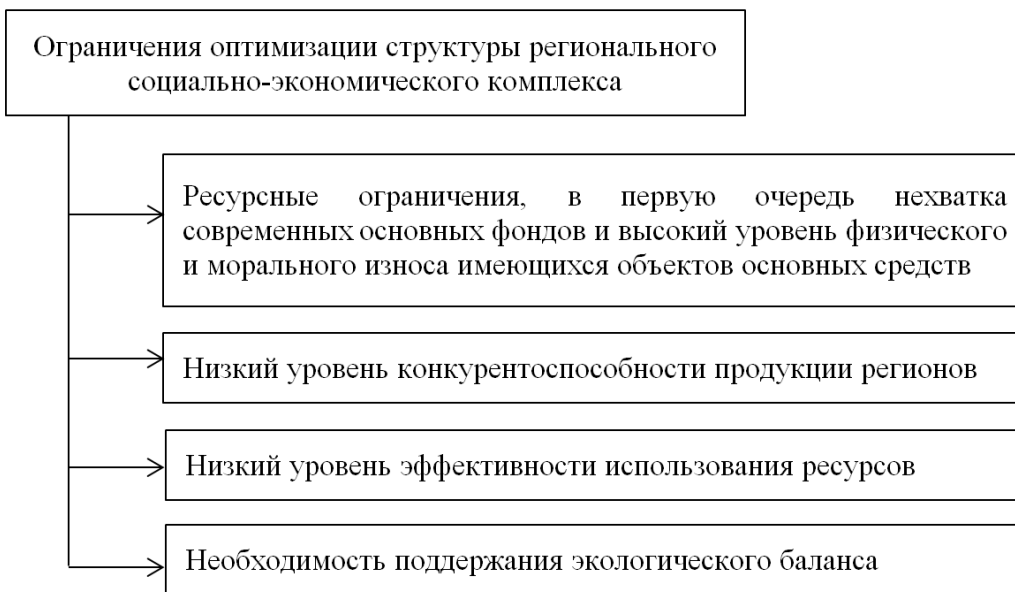 Ограничения оптимизации структуры регионального
социально-экономического комплекса
Ресурсные ограничения, в первую очередь нехватка
современных основных фондов и высокий уровень физического
и морального износа имеющихся объектов основных средств
Низкий уровень конкурентоспособности продукции регионов
Низкий уровень эффективности использования ресурсов
Необходимость поддержания экологического баланса